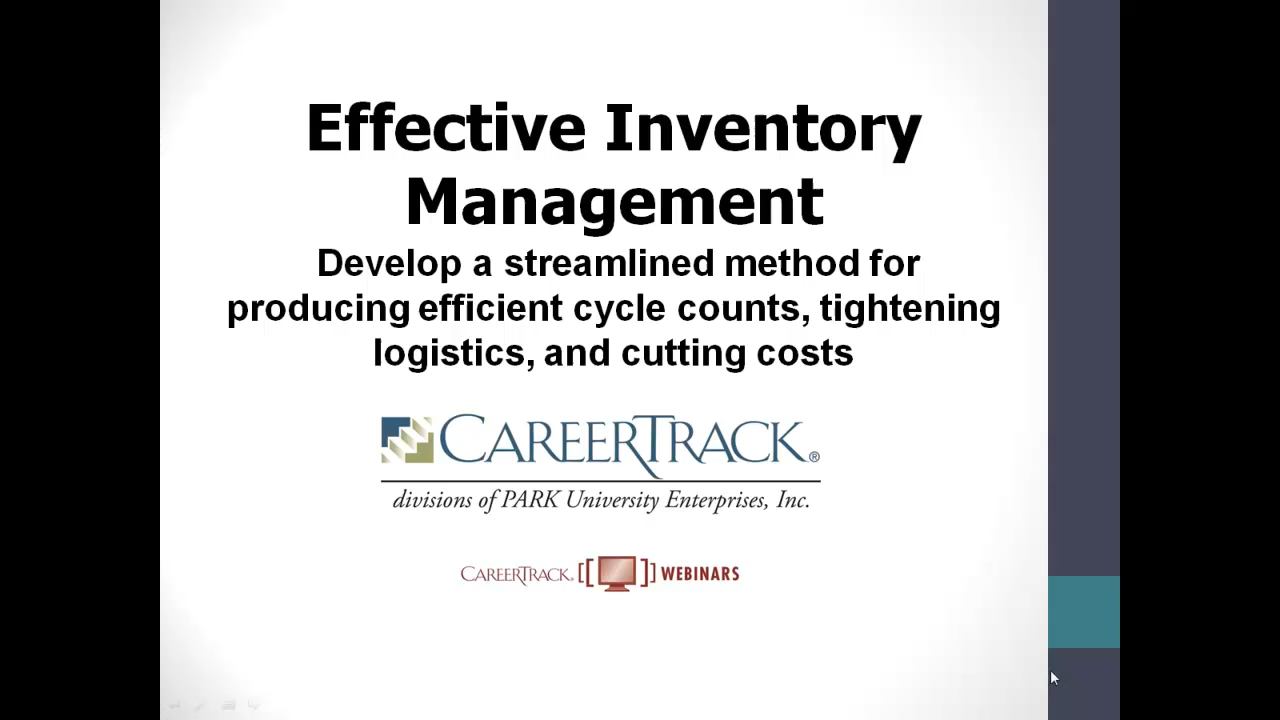 Effective Inventory
Management
Develop a streamlined method for
producing efficient cycle counts, tightening
logistics, and cutting costs
CAREERTRACK®
divisions of PARK University Enterprises, Inc.
CAREERTRACK® [[ ]] WEBINARS